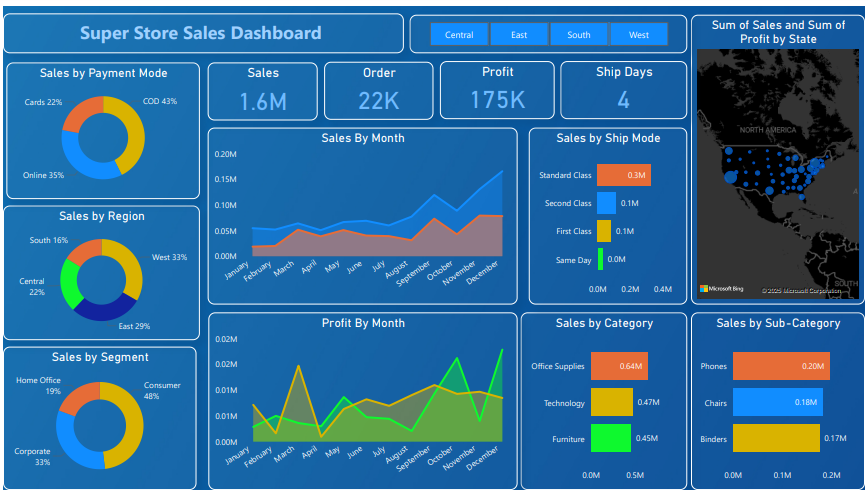 Super Store Sales Dashboard
Central
East
South
West
Sum of Sales and Sum of
Profit by State
Sales by Payment Mode
Cards 22%
COD 43%
Online 35%
Sales
1.6M
Order
22K
Profit
175K
Ship Days
4
NORTH AMERICA
SOUTH
A
Microsoft Bing
© 2025 Microsoft Corporation
Sales By Month
0.20M
0.15M
0.10M
0.05M
0.00M
January
February
March
April
May
June
July
August
September
October
November
December
Sales by Ship Mode
Standard Class
0.3M
Second Class
0.1M
First Class
0.1M
Same Day
0.0M
0.0M
0.2M
0.4M
Sales by Region
South 16%
West 33%
Central
22%
East 29%
Sales by Segment
Home Office
19%
Consumer
48%
Corporate
33%
Profit By Month
0.02M
0.02M
0.01M
0.01M
0.00M
January
February
March
April
May
June
July
August
September
October
November
December
Sales by Category
Office Supplies
0.64M
Technology
0.47M
Furniture
0.45M
0.0M
0.5M
Sales by Sub-Category
Phones
0.20M
Chairs
0.18M
Binders
0.17M
0.0M
0.1M
0.2M